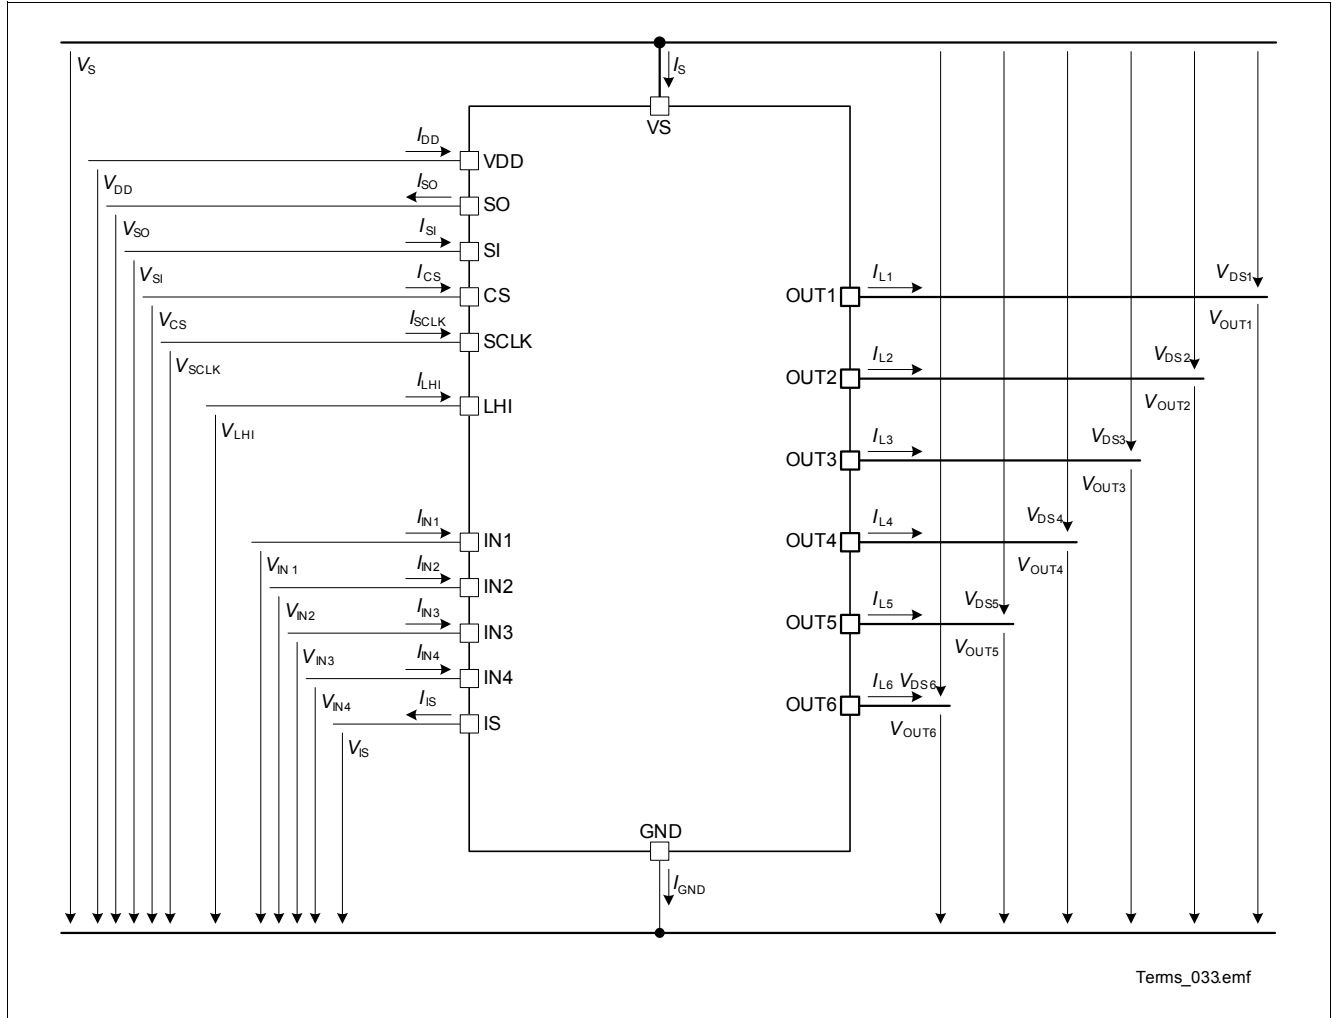 VS
IS
VS
IDD
VDD
VDD
ISO
SO
VSO
ISI
SI
VSI
ICS
CS
VCS
ISCLK
SCLK
VSCLK
ILHI
LHI
VLHI
IIN1
IN1
VIN1
IIN2
IN2
VIN2
IIN3
IN3
VIN3
IIN4
IN4
VIN4
IIS
IS
VIS
OUT1
IL1
VDS1
VOUT1
OUT2
IL2
VDS2
VOUT2
OUT3
IL3
VDS3
VOUT3
OUT4
IL4
VDS4
VOUT4
OUT5
IL5
VDS5
VOUT5
OUT6
IL6
VDS6
VOUT6
GND
IGND
Terms_033.emf